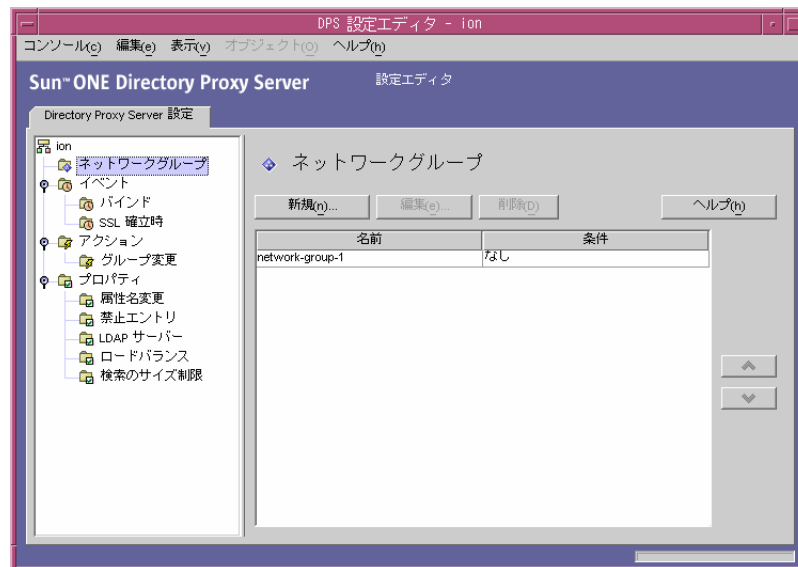 DPS 設定エディタ - ion
コンソール(c) 編集(e) 表示(v) オブジェクト(o) ヘルプ(h)
Sun™ ONE Directory Proxy Server 設定エディタ
Directory Proxy Server 設定
ion
ネットワークグループ
イベント
バインド
SSL 確立時
アクション
グループ変更
プロパティ
属性名変更
禁止エントリ
LDAP サーバー
ロードバランス
検索のサイズ制限
ネットワークグループ
新規(n)... 編集(e)... 削除(D) ヘルプ(h)
名前 条件
network-group-1 なし